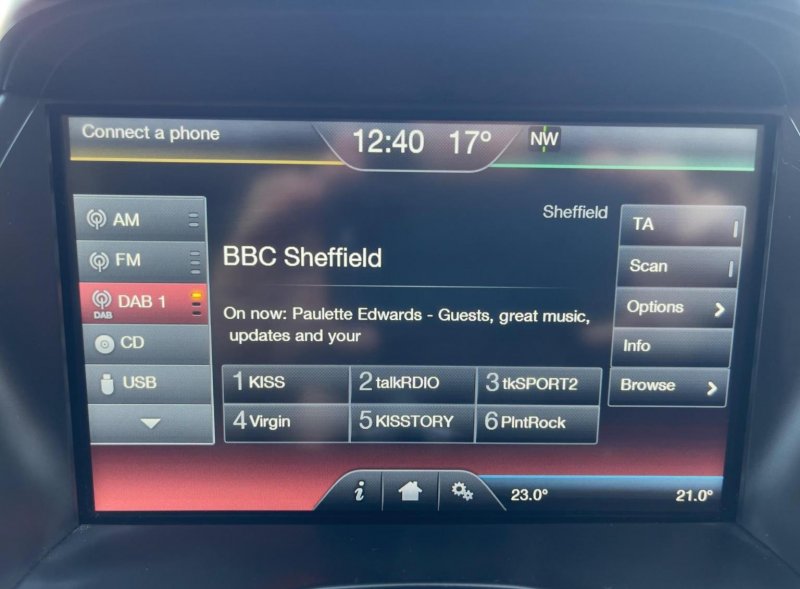 Connect a phone
12:40 17° NW
AM
FM
DAB DAB 1
CD
USB
Sheffield
BBC Sheffield
On now: Paulette Edwards - Guests, great music,
updates and your
1 KISS 2 talkRDIO 3 tkSPORT2
4 Virgin 5 KISSTORY 6 PlntRock
TA
Scan
Options
Info
Browse
i
23.0° 21.0°